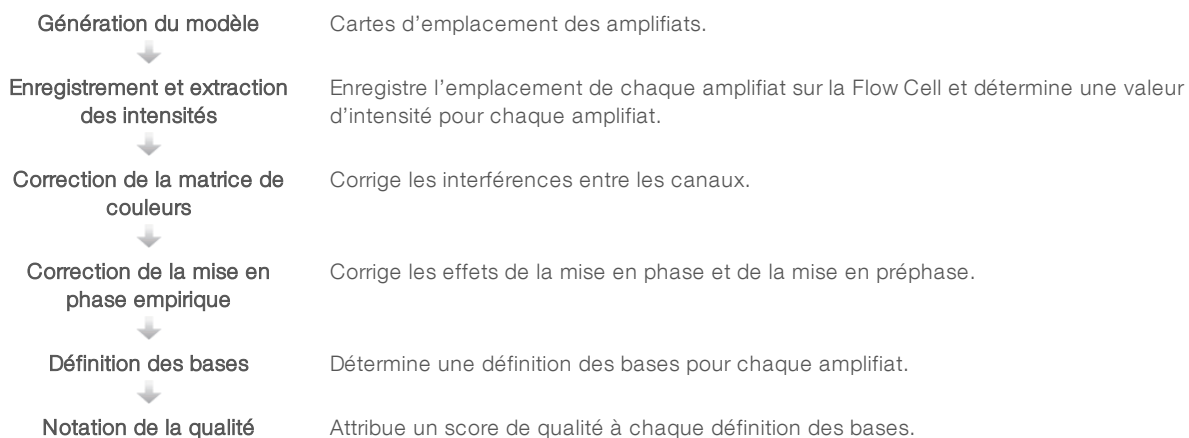 Génération du modèle
Cartes d’emplacement des amplifiats.
Enregistrement et extraction
des intensités
Enregistre l’emplacement de chaque amplifiat sur la Flow Cell et détermine une valeur
d’intensité pour chaque amplifiat.
Correction de la matrice de
couleurs
Corrige les interférences entre les canaux.
Correction de la mise en
phase empirique
Corrige les effets de la mise en phase et de la mise en préphase.
Définition des bases
Détermine une définition des bases pour chaque amplifiat.
Notation de la qualité
Attribue un score de qualité à chaque définition des bases.